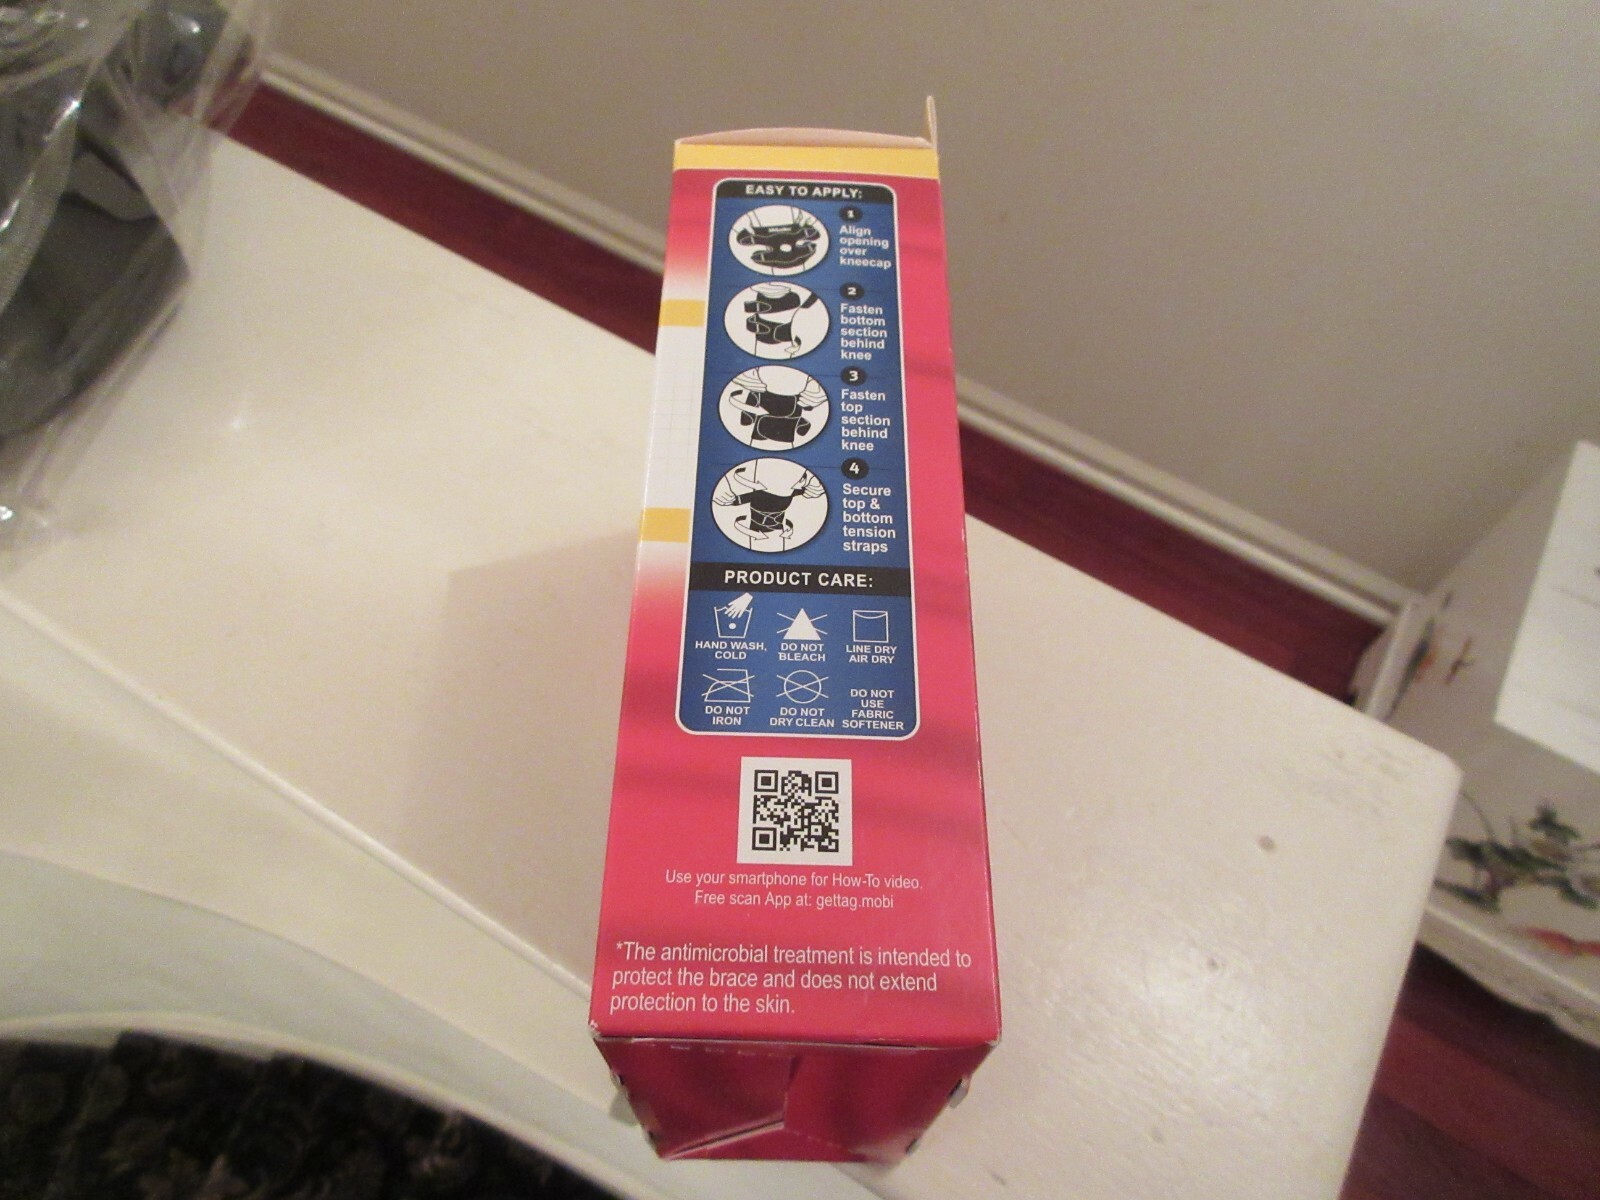 EASY TO APPLY:
1
Align
opening
over
kneecap
2
Fasten
bottom
section
behind
knee
3
Fasten
top
section
behind
knee
4
Secure
top &
bottom
tension
straps
PRODUCT CARE:
HAND WASH,
COLD
DO NOT
BLEACH
LINE DRY
AIR DRY
DO NOT
IRON
DO NOT
DRY CLEAN
DO NOT
USE
FABRIC
SOFTENER
Use your smartphone for How-To video.
Free scan App at: gettag.mobi
*The antimicrobial treatment is intended to
protect the brace and does not extend
protection to the skin.